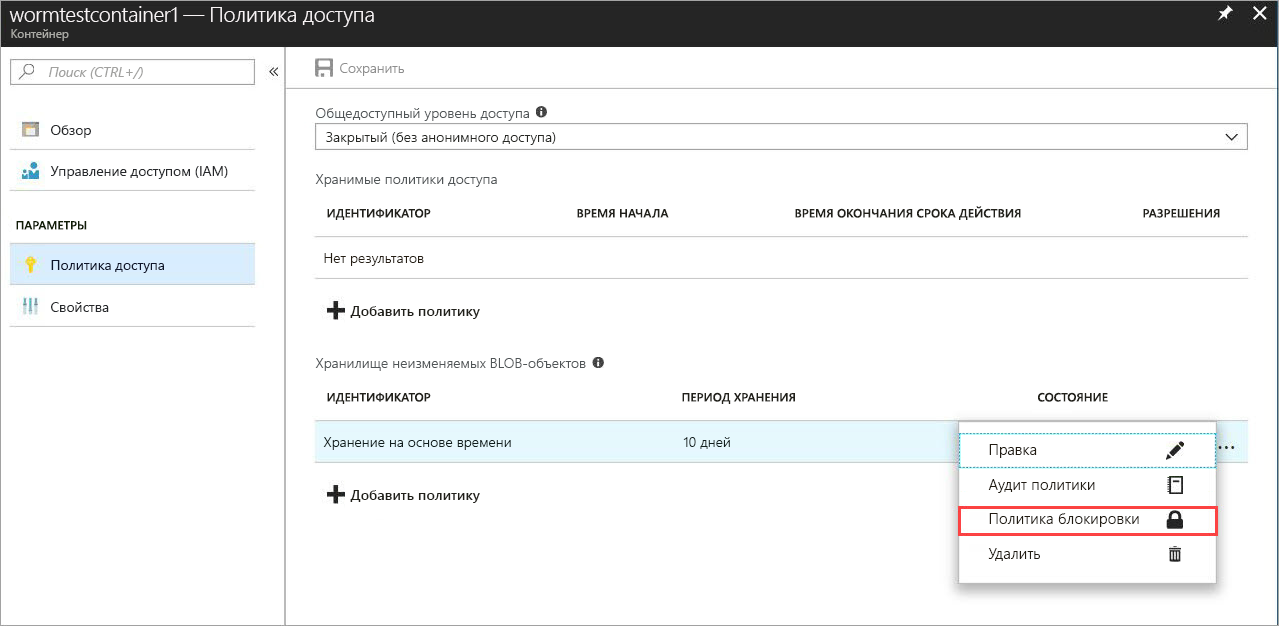 wormtestcontainer1 — Политика доступа
Контейнер
Поиск (CTRL+/)
«
Обзор
Управление доступом (IAM)
ПАРАМЕТРЫ
Политика доступа
Свойства
Сохранить
Общедоступный уровень доступа
Закрытый (без анонимного доступа)
Хранимые политики доступа
ИДЕНТИФИКАТОР ВРЕМЯ НАЧАЛА ВРЕМЯ ОКОНЧАНИЯ СРОКА ДЕЙСТВИЯ РАЗРЕШЕНИЯ
Нет результатов
Добавить политику
Хранилище неизменяемых BLOB-объектов
ИДЕНТИФИКАТОР ПЕРИОД ХРАНЕНИЯ СОСТОЯНИЕ
Хранение на основе времени 10 дней ...
Добавить политику
Правка
Аудит политики
Политика блокировки
Удалить